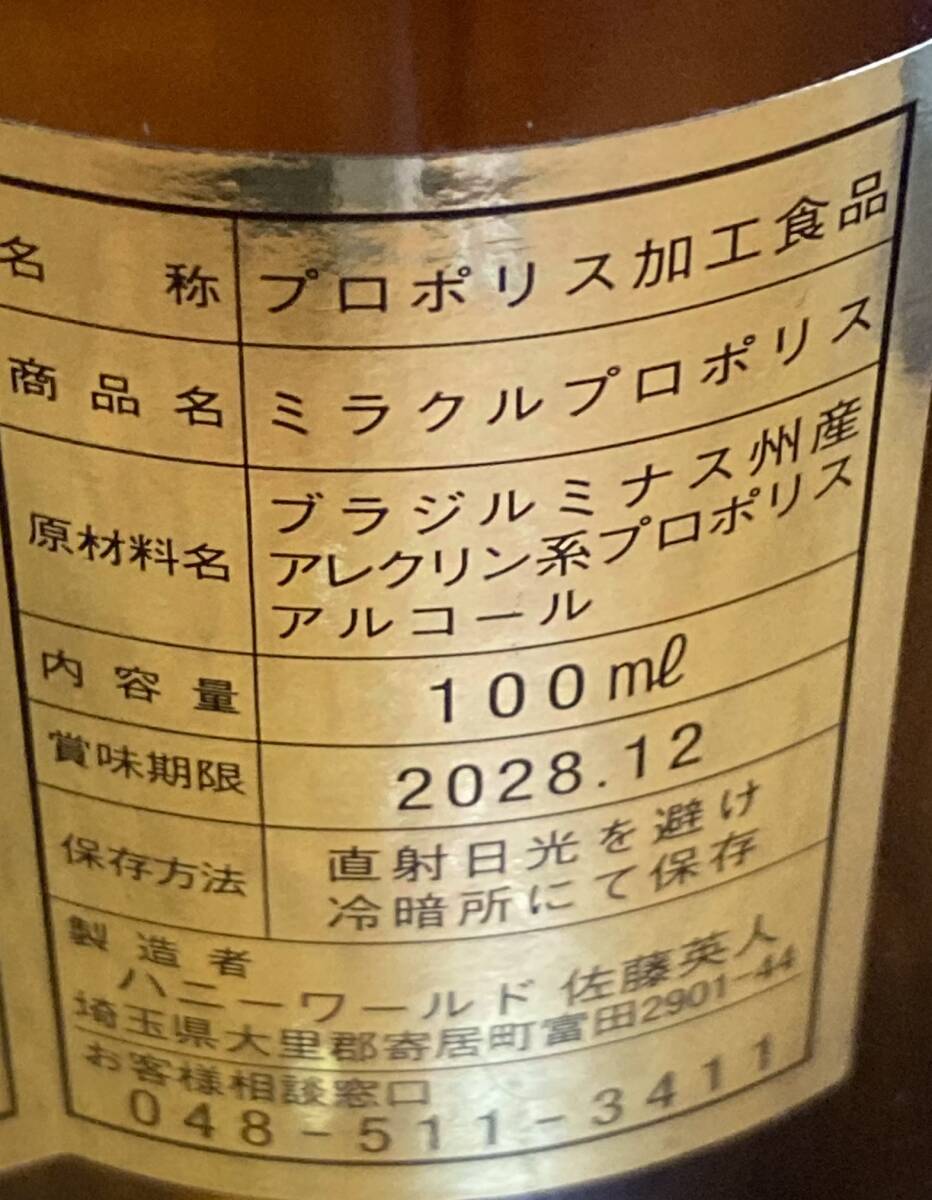 名称 プロポリス加工食品
商品名 ミラクルプロポリス
原材料名 ブラジルミナス州産
アレクリン系プロポリス
アルコール
内容量 100㎖
賞味期限 2028.12
保存方法 直射日光を避け
冷暗所にて保存
製造者
ハニーワールド 佐藤英人
埼玉県大里郡寄居町富田2901-44
お客様相談窓口
048-511-3411